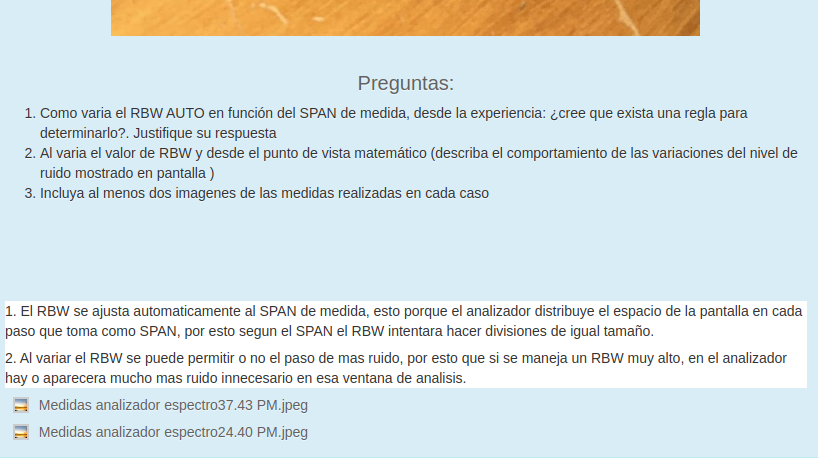 Preguntas:
1. Como varia el RBW AUTO en función del SPAN de medida, desde la experiencia: ¿cree que exista una regla para
determinarlo?. Justifique su respuesta
2. Al varia el valor de RBW y desde el punto de vista matemático (describa el comportamiento de las variaciones del nivel de
ruido mostrado en pantalla )
3. Incluya al menos dos imagenes de las medidas realizadas en cada caso
1. El RBW se ajusta automaticamente al SPAN de medida, esto porque el analizador distribuye el espacio de la pantalla en cada
paso que toma como SPAN, por esto segun el SPAN el RBW intentara hacer divisiones de igual tamaño.
2. Al variar el RBW se puede permitir o no el paso de mas ruido, por esto que si se maneja un RBW muy alto, en el analizador
hay o aparecera mucho mas ruido innecesario en esa ventana de analisis.
Medidas analizador espectro37.43 PM.jpeg
Medidas analizador espectro24.40 PM.jpeg